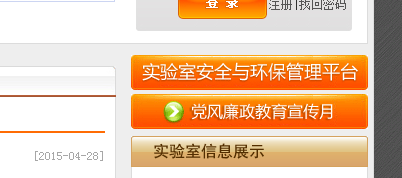 登 录
注册|找回密码
实验室安全与环保管理平台
党风廉政教育宣传月
[2015-04-28]
实验室信息展示